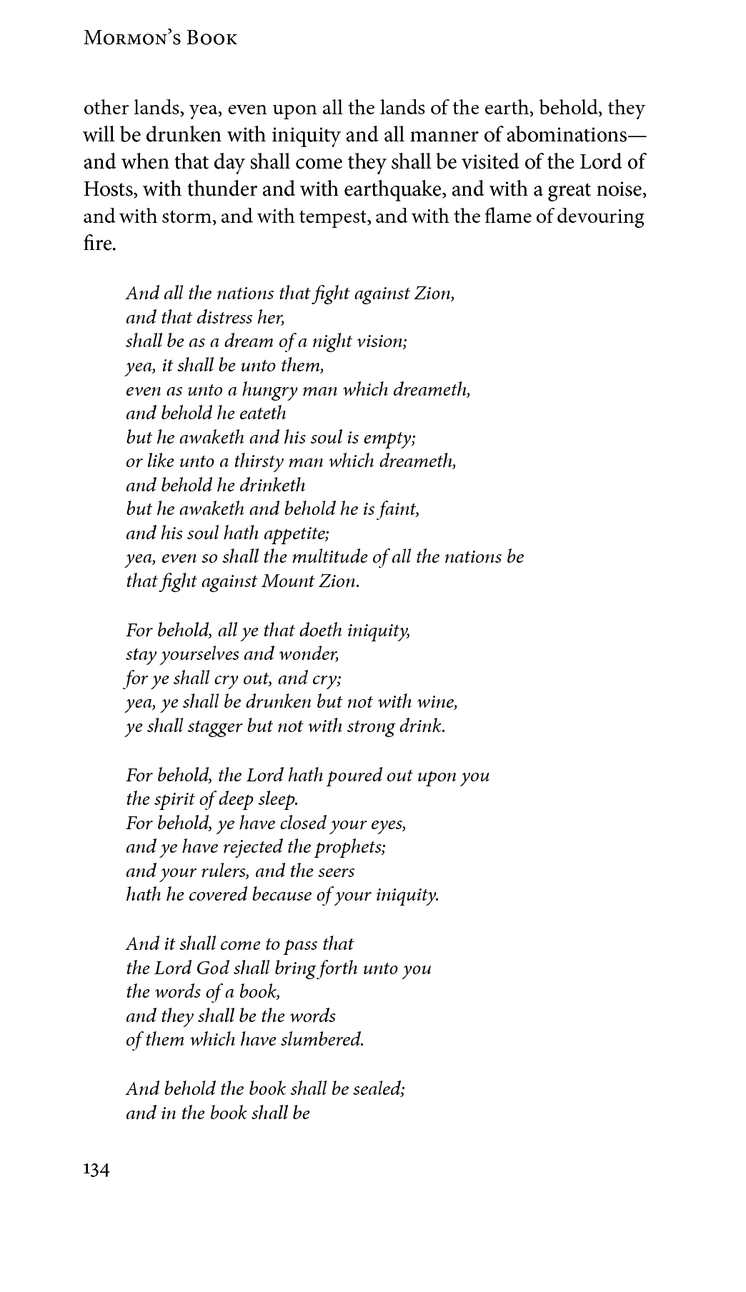 Mormon's Book
other lands, yea, even upon all the lands of the earth, behold, they
will be drunken with iniquity and all manner of abominations—
and when that day shall come they shall be visited of the Lord of
Hosts, with thunder and with earthquake, and with a great noise,
and with storm, and with tempest, and with the flame of devouring
fire.
And all the nations that fight against Zion,
and that distress her,
shall be as a dream of a night vision;
yea, it shall be unto them,
even as unto a hungry man which dreameth,
and behold he eateth
but he awaketh and his soul is empty;
or like unto a thirsty man which dreameth,
and behold he drinketh
but he awaketh and behold he is faint,
and his soul hath appetite;
yea, even so shall the multitude of all the nations be
that fight against Mount Zion.
For behold, all ye that doeth iniquity,
stay yourselves and wonder,
for ye shall cry out, and cry;
yea, ye shall be drunken but not with wine,
ye shall stagger but not with strong drink.
For behold, the Lord hath poured out upon you
the spirit of deep sleep.
For behold, ye have closed your eyes,
and ye have rejected the prophets;
and your rulers, and the seers
hath he covered because of your iniquity.
And it shall come to pass that
the Lord God shall bring forth unto you
the words of a book,
and they shall be the words
of them which have slumbered.
And behold the book shall be sealed;
and in the book shall be
134